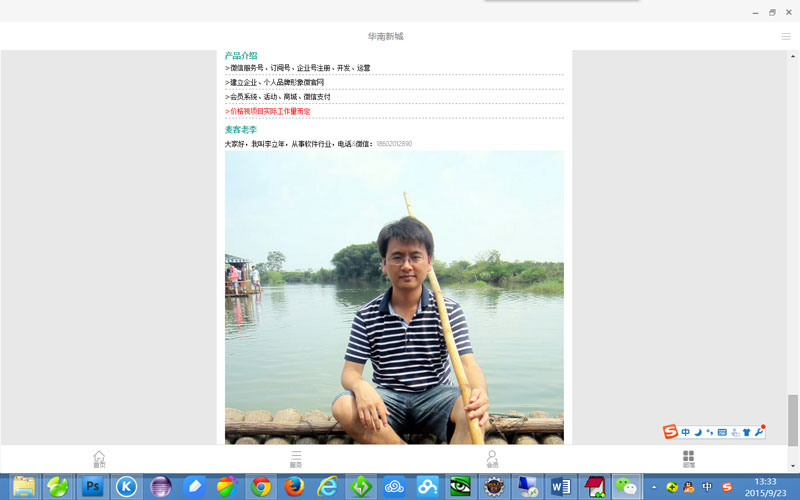 华南新城
产品介绍
>微信服务号、订阅号、企业号注册、开发、运营
>建立企业、个人品牌形象微官网
>会员系统、活动、商城、微信支付
>价格视项目实际工作量而定
麦客老李
大家好，我叫李立年，从事软件行业，电话&微信：18602012890
中
首页
服务
会员
Ps
K
W
中
13:33
2015/9/23